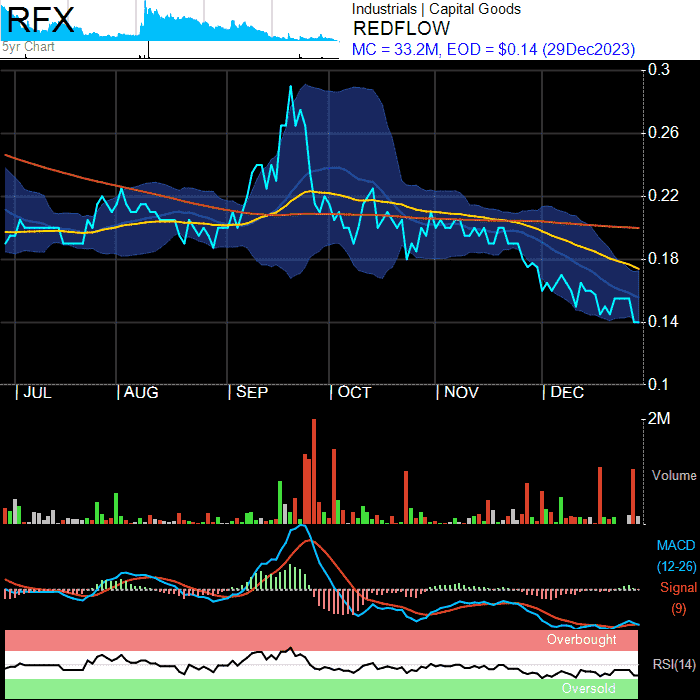 RFX
5yr Chart
Industrials | Capital Goods
REDFLOW
MC = 33.2M, EOD = $0.14 (29Dec2023)
0.3
0.26
0.22
0.18
0.14
0.1
JUL AUG SEP OCT NOV DEC
2M
Volume
MACD
(12-26)
Signal
(9)
Overbought
RSI(14)
Oversold